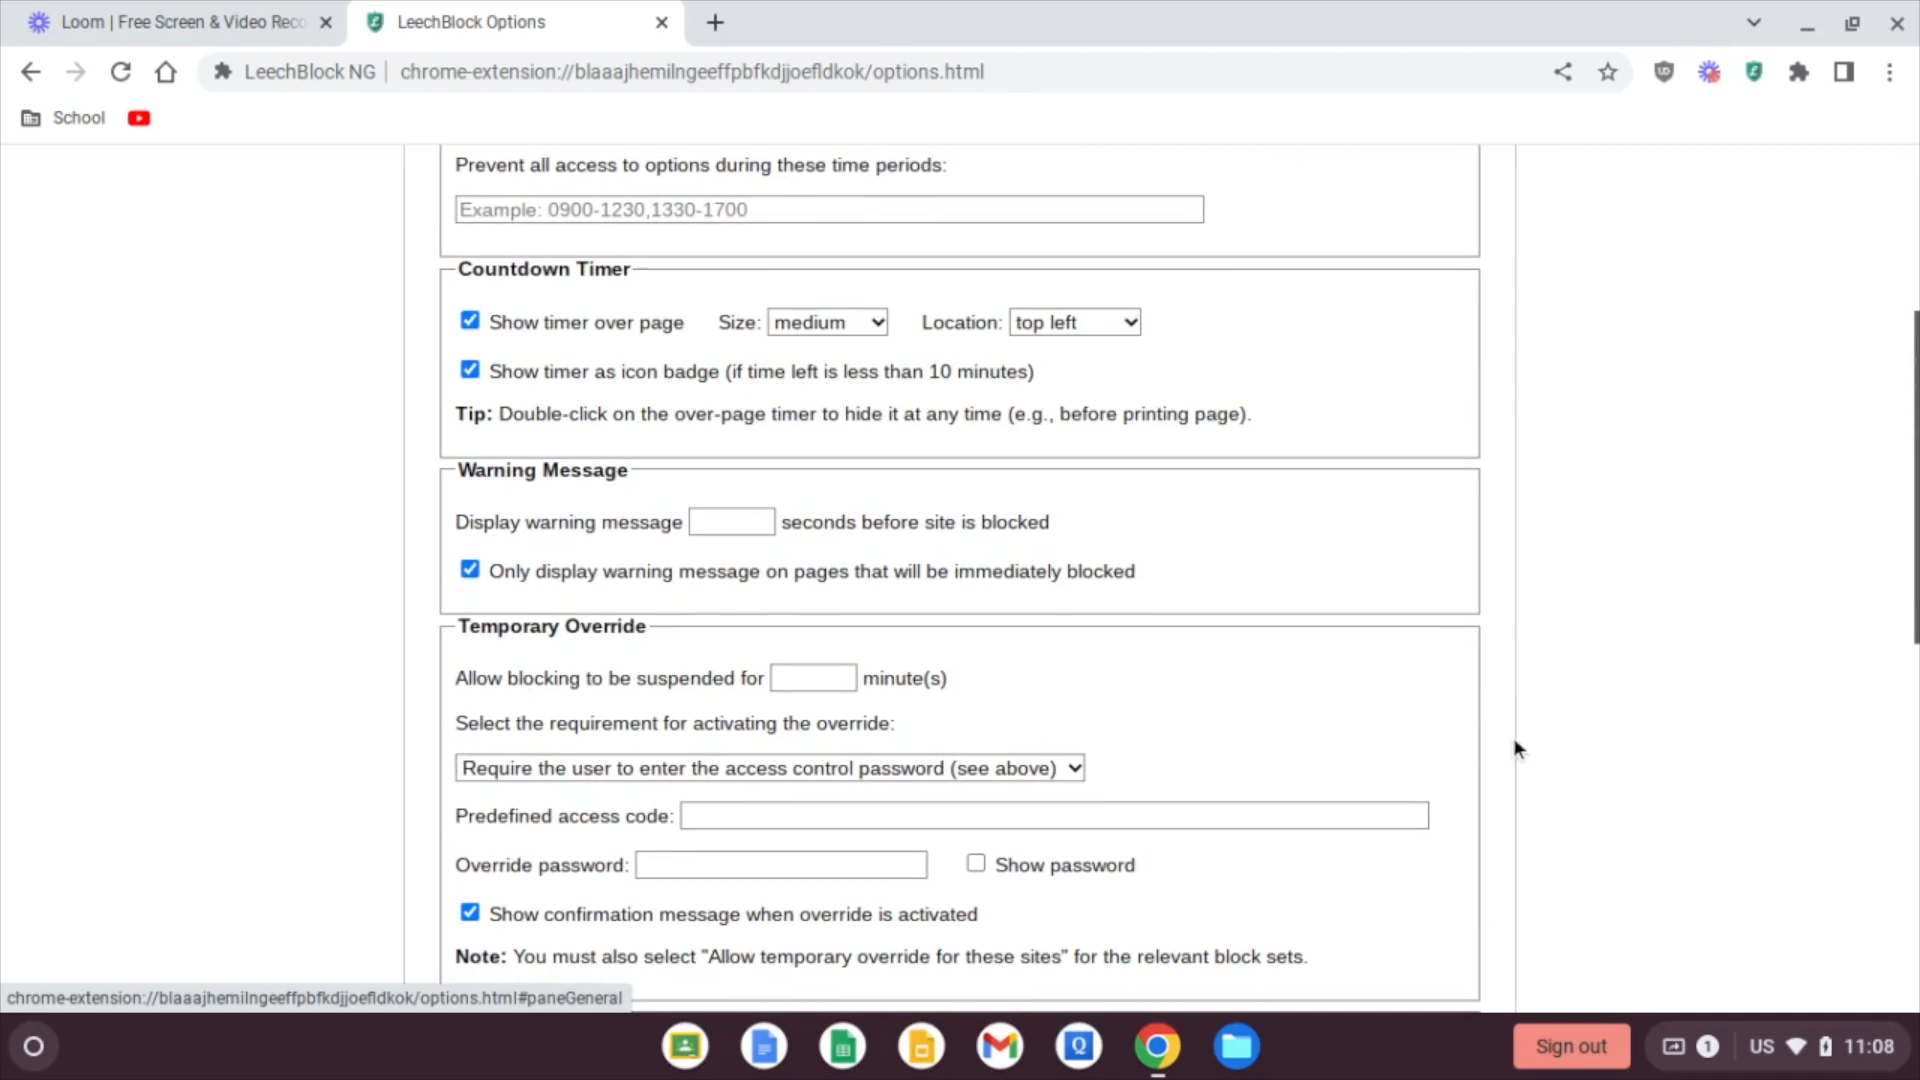 Loom | Free Screen & Video Reco
LeechBlock Options
LeechBlock NG
chrome-extension://blaaajhemilngeeffpbfkdjjoefldkok/options.html
School
Prevent all access to options during these time periods:
Example: 0900-1230,1330-1700
Countdown Timer
Show timer over page Size: medium Location: top left
Show timer as icon badge (if time left is less than 10 minutes)
Tip: Double-click on the over-page timer to hide it at any time (e.g., before printing page).
Warning Message
Display warning message seconds before site is blocked
Only display warning message on pages that will be immediately blocked
Temporary Override
Allow blocking to be suspended for minute(s)
Select the requirement for activating the override:
Require the user to enter the access control password (see above)
Predefined access code:
Override password: Show password
Show confirmation message when override is activated
Note: You must also select "Allow temporary override for these sites" for the relevant block sets.
chrome-extension://blaaajhemilngeeffpbfkdjjoefldkok/options.html#paneGeneral
Sign out
1
US
11:08